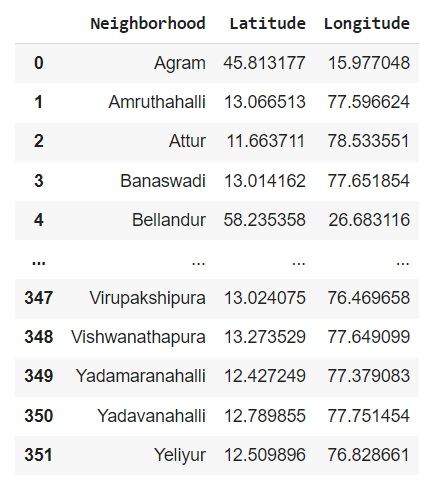 Neighborhood Latitude Longitude
0 Agram 45.813177 15.977048
1 Amruthahalli 13.066513 77.596624
2 Attur 11.663711 78.533551
3 Banaswadi 13.014162 77.651854
4 Bellandur 58.235358 26.683116
... ... ... ...
347 Virupakshipura 13.024075 76.469658
348 Vishwanathapura 13.273529 77.649099
349 Yadamaranahalli 12.427249 77.379083
350 Yadavanahalli 12.789855 77.751454
351 Yeliyur 12.509896 76.828661